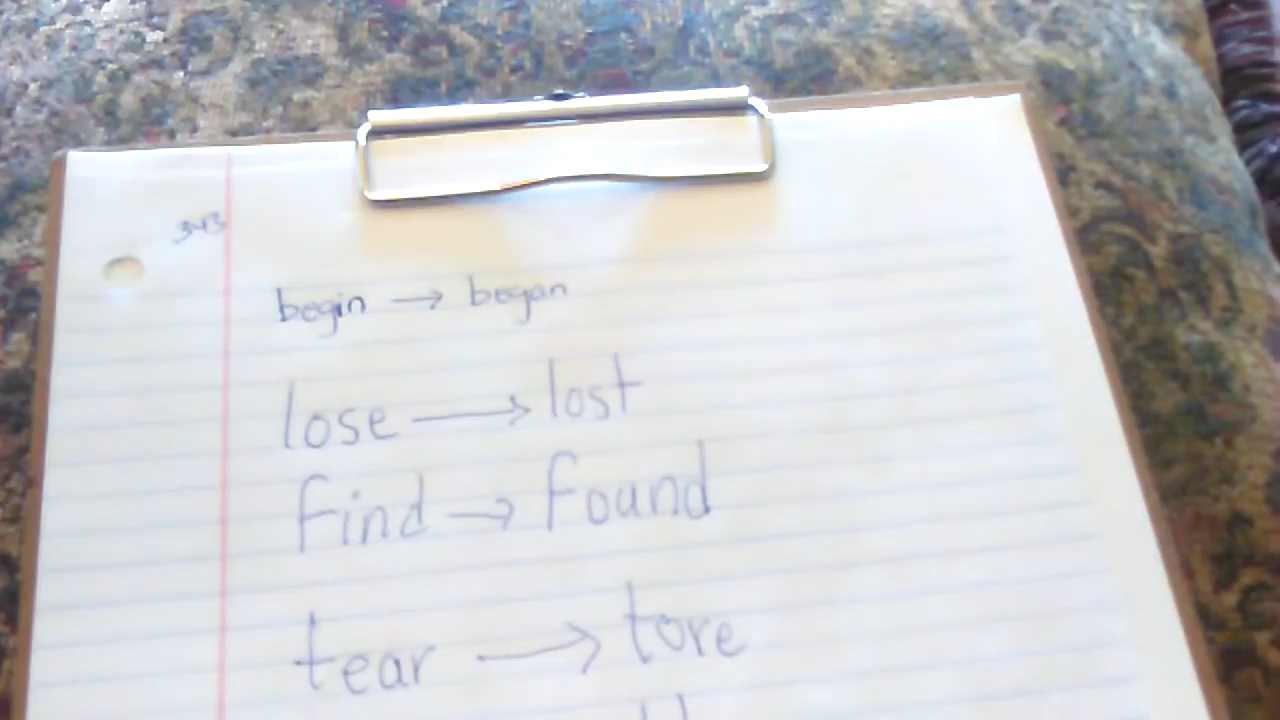 343
begin → began
lose → lost
Find → Found
tear → tore